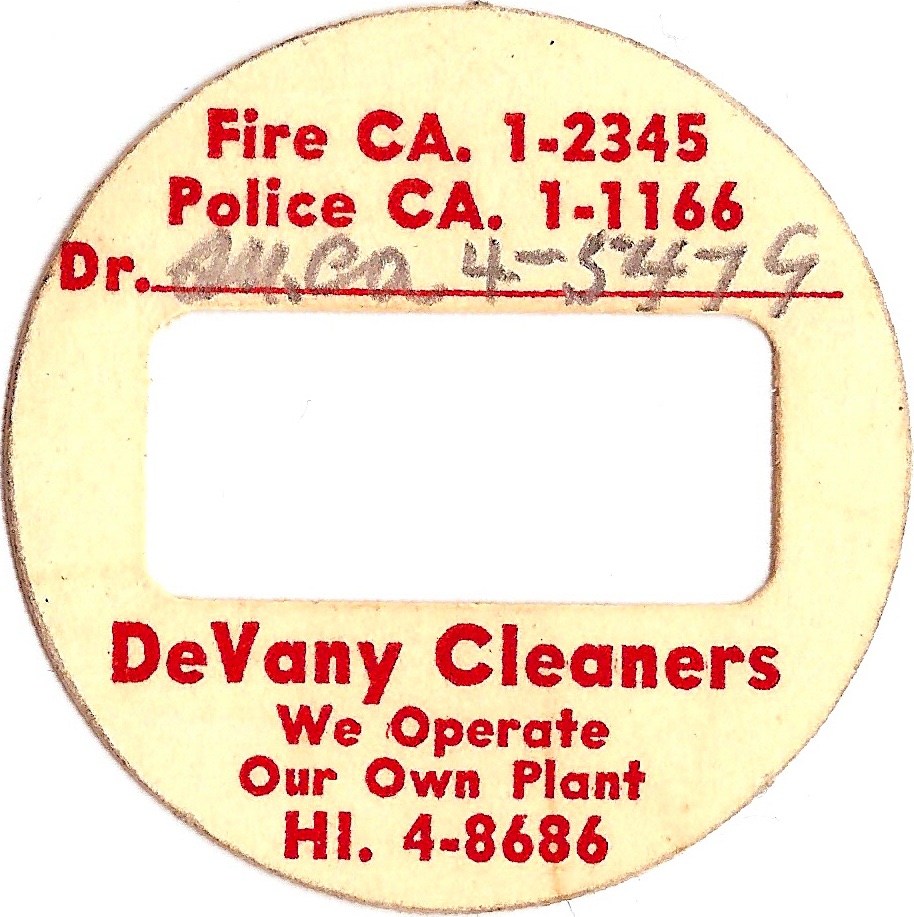 Fire CA. 1-2345
Police CA. 1-1166
Dr. 4-5479
DeVany Cleaners
We Operate
Our Own Plant
HI. 4-8686